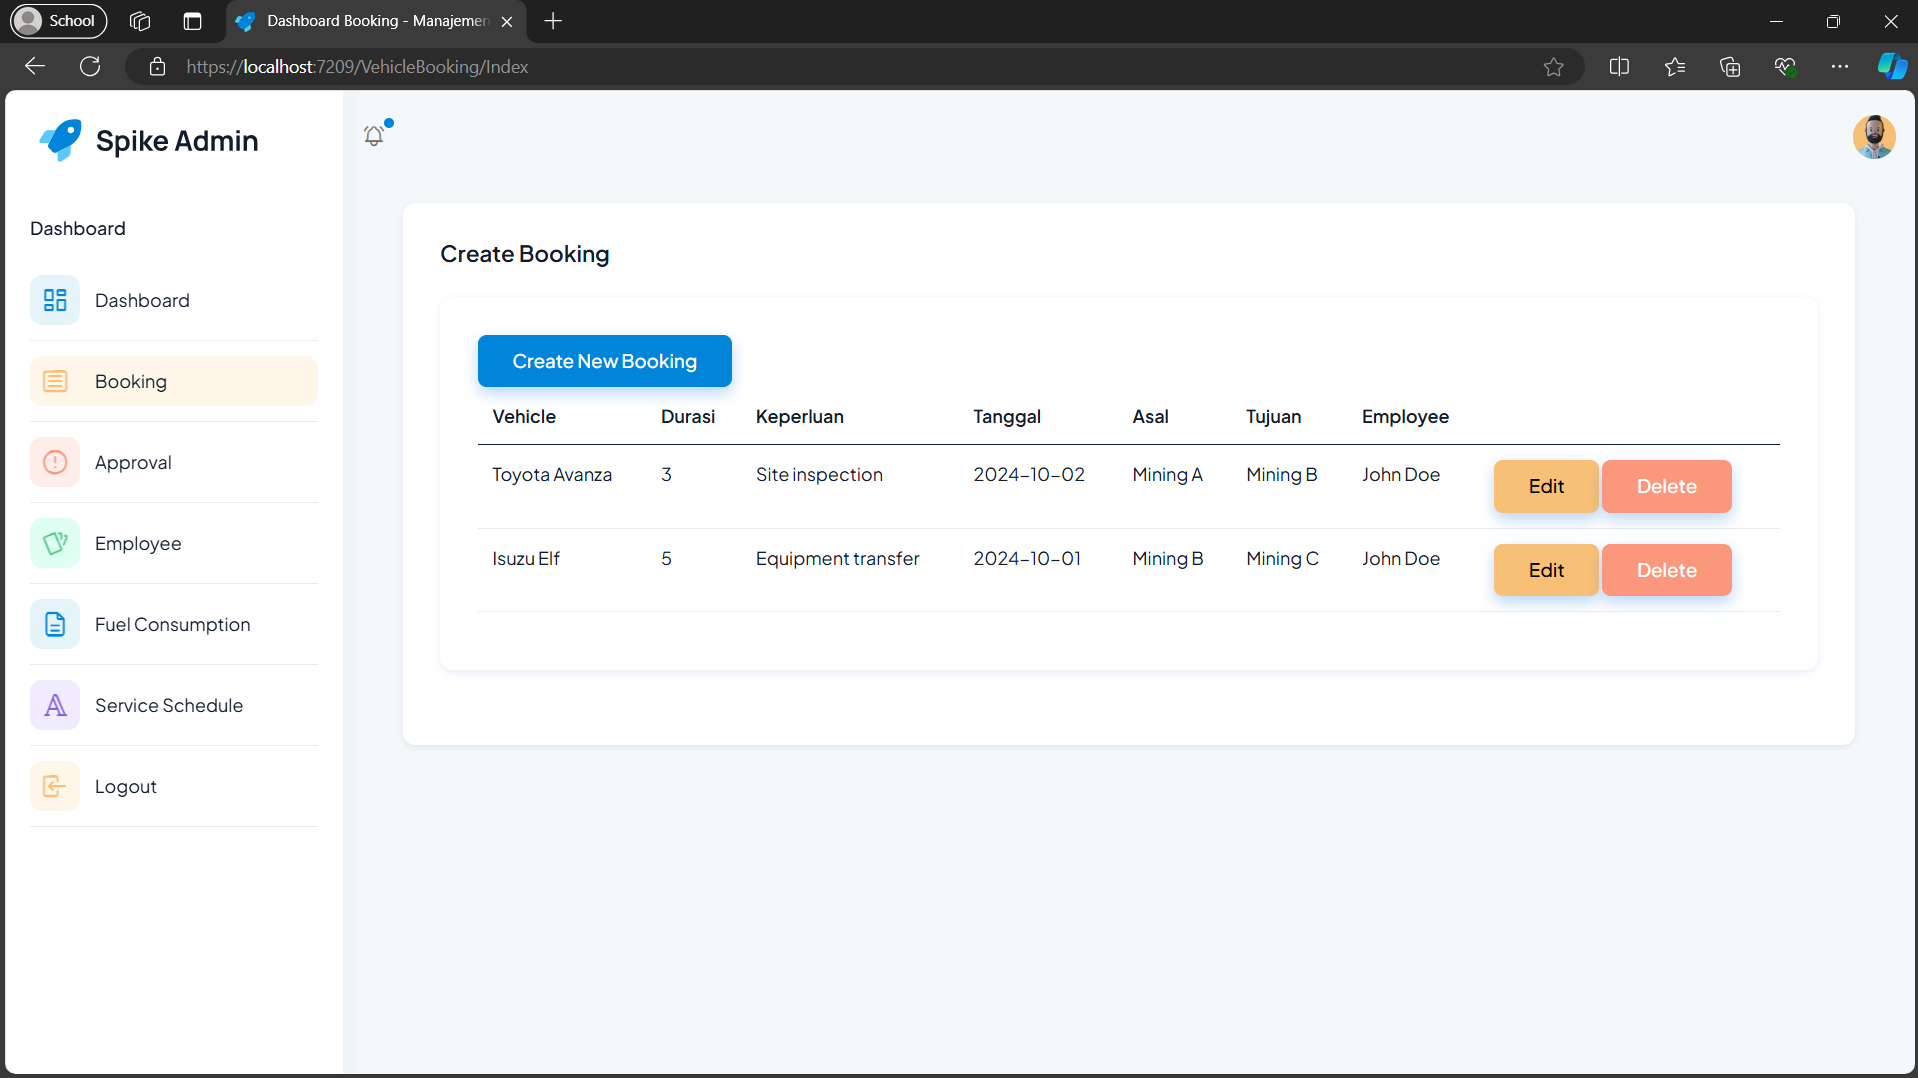 School
Dashboard Booking - Manajemen
https://localhost:7209/VehicleBooking/Index
Spike Admin
Dashboard
Dashboard
Booking
Approval
Employee
Fuel Consumption
Service Schedule
Logout
Create Booking
Create New Booking
Vehicle Durasi Keperluan Tanggal Asal Tujuan Employee
Toyota Avanza 3 Site inspection 2024-10-02 Mining A Mining B John Doe Edit Delete
Isuzu Elf 5 Equipment transfer 2024-10-01 Mining B Mining C John Doe Edit Delete